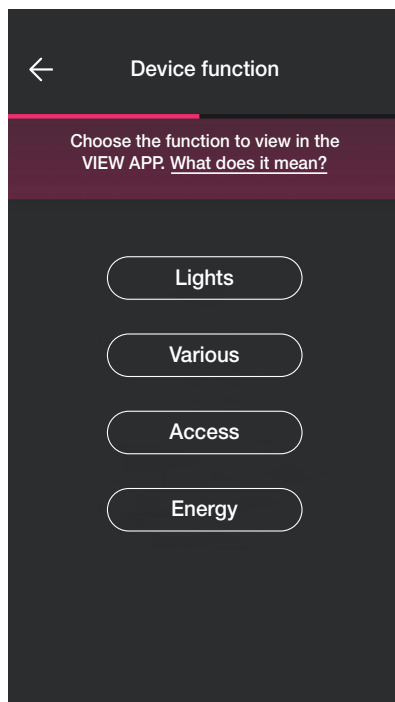 Device function
Choose the function to view in the
VIEW APP. What does it mean?
Lights
Various
Access
Energy